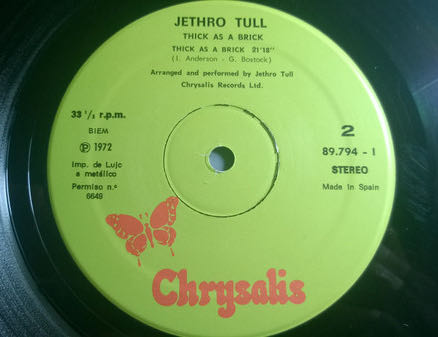 JETHRO TULL
THICK AS A BRICK
THICK AS A BRICK 21'18"
(I. Anderson - G. Bostock)
Arranged and performed by Jethro Tull
Chrysalis Records Ltd.
33 1/3 r.p.m.
BIEM
℗ 1972
Imp. de Lujo
a metálico
Permiso n.º
6649
2
89.794 - I
STEREO
Made in Spain
Chrysalis